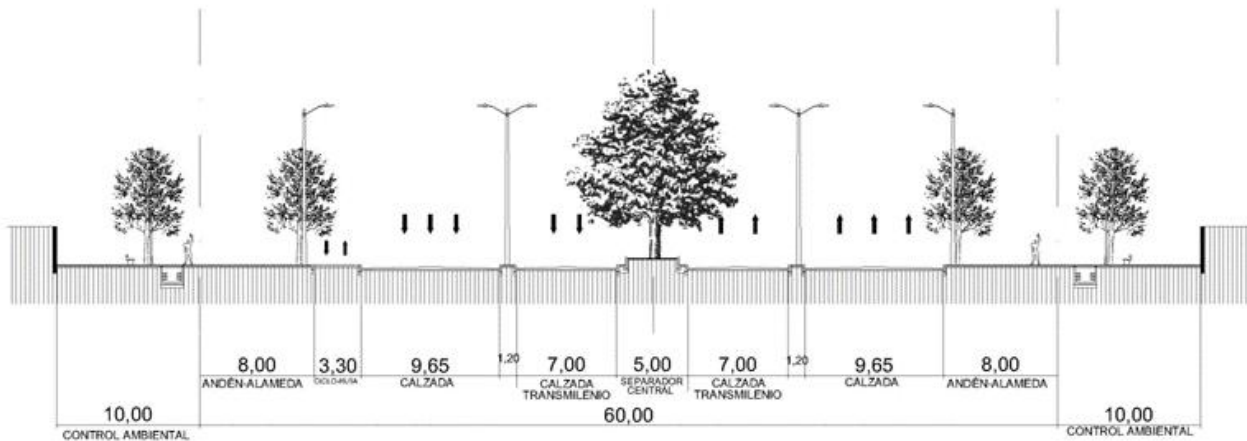 8,00 3,30 9,65 1,20 7,00 5,00 7,00 1,20 9,65 8,00
ANDÉN-ALAMEDA CICLO-RUTA CALZADA CALZADA TRANSMILENIO SEPARADOR CENTRAL CALZADA TRANSMILENIO CALZADA ANDÉN-ALAMEDA
10,00 60,00 10,00
CONTROL AMBIENTAL CONTROL AMBIENTAL